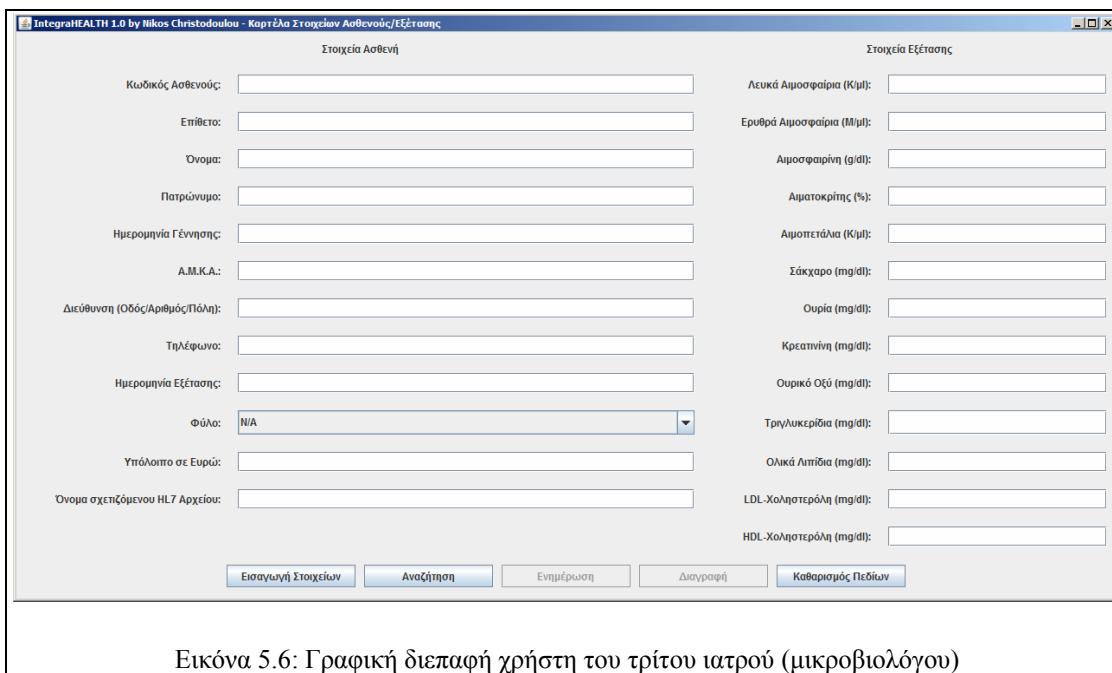 IntegraHEALTH 1.0 by Nikos Christodoulou - Καρτέλα Στοιχείων Ασθενούς/Εξέτασης
Στοιχεία Ασθενή
Κωδικός Ασθενούς:
Επίθετο:
Όνομα:
Πατρώνυμο:
Ημερομηνία Γέννησης:
Α.Μ.Κ.Α.:
Διεύθυνση (Οδός/Αριθμός/Πόλη):
Τηλέφωνο:
Ημερομηνία Εξέτασης:
Φύλο: N/A
Υπόλοιπο σε Ευρώ:
Όνομα σχετιζόμενου HL7 Αρχείου:
Στοιχεία Εξέτασης
Λευκά Αιμοσφαίρια (K/μl):
Ερυθρά Αιμοσφαίρια (M/μl):
Αιμοσφαιρίνη (g/dl):
Αιματοκρίτης (%):
Αιμοπετάλια (K/μl):
Σάκχαρο (mg/dl):
Ουρία (mg/dl):
Κρεατινίνη (mg/dl):
Ουρικό Οξύ (mg/dl):
Τριγλυκερίδια (mg/dl):
Ολικά Λιπίδια (mg/dl):
LDL-Χοληστερόλη (mg/dl):
HDL-Χοληστερόλη (mg/dl):
Εισαγωγή Στοιχείων Αναζήτηση Ενημέρωση Διαγραφή Καθαρισμός Πεδίων
Εικόνα 5.6: Γραφική διεπαφή χρήστη του τρίτου ιατρού (μικροβιολόγου)